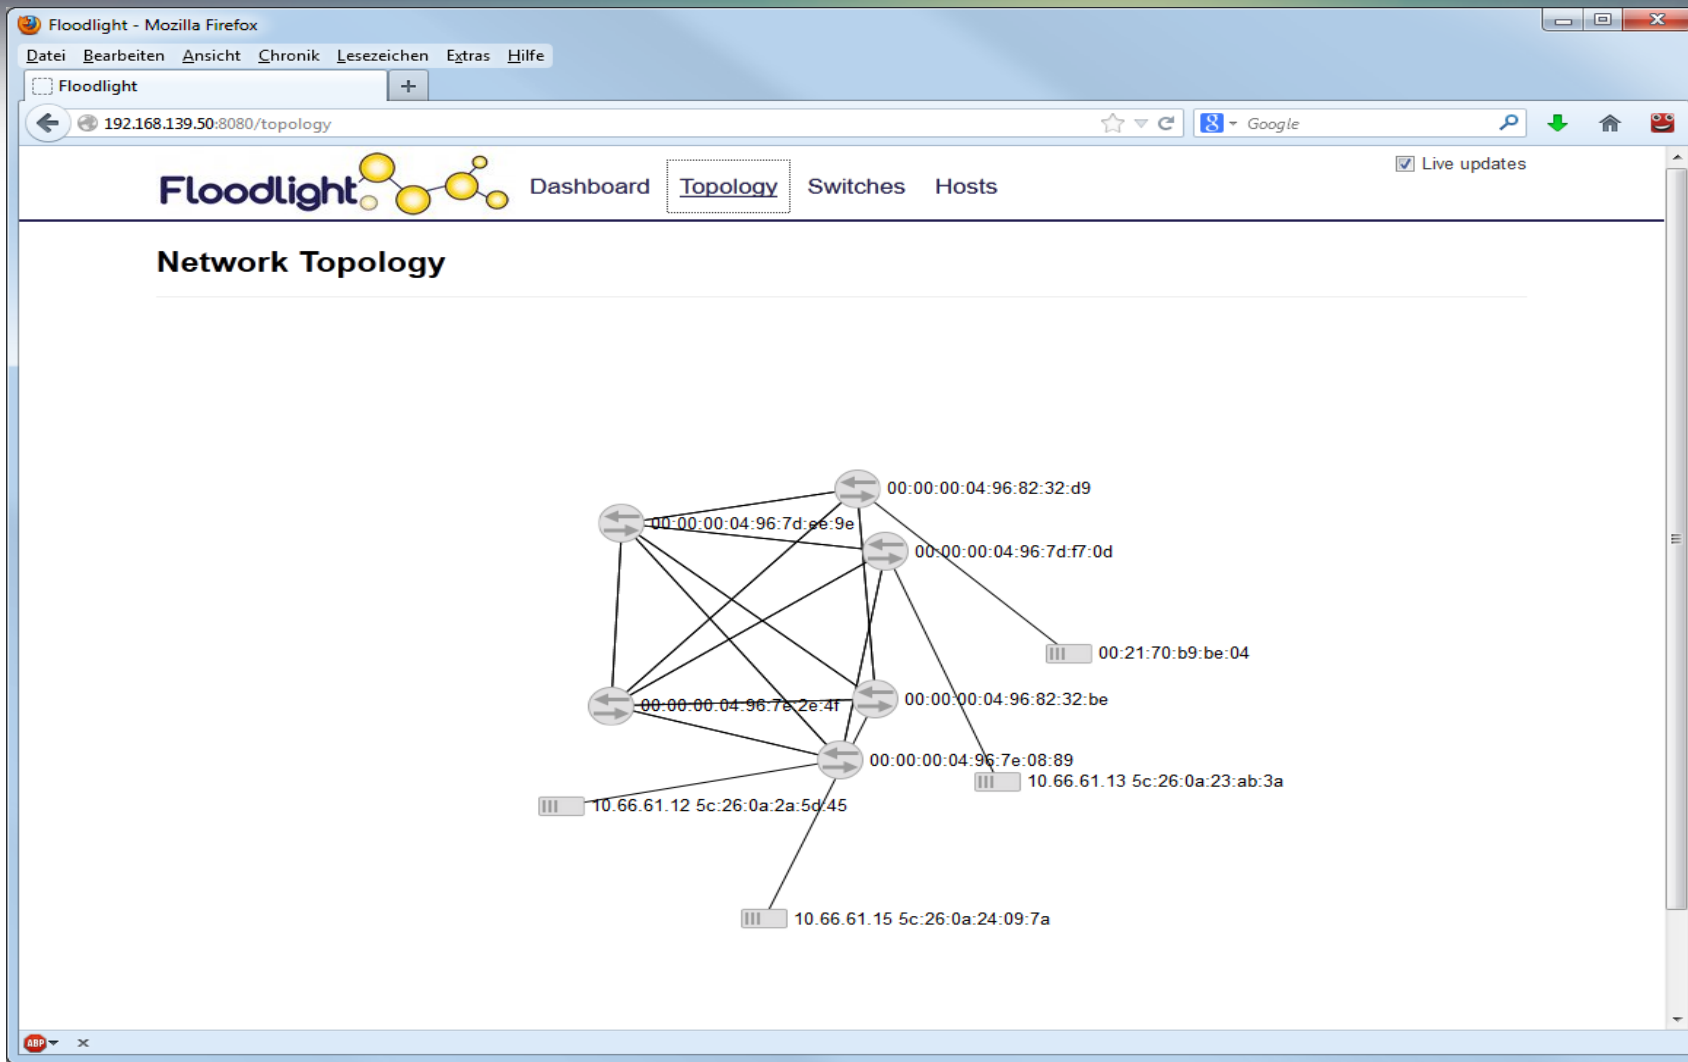 Floodlight - Mozilla Firefox
Datei Bearbeiten Ansicht Chronik Lesezeichen Extras Hilfe
Floodlight +
192.168.139.50:8080/topology
8 Google
Floodlight Dashboard Topology Switches Hosts
Live updates
Network Topology
00:00:00:04:96:82:32:d9
00:00:00:04:96:7d:ee:9e
00:00:00:04:96:7d:f7:0d
00:21:70:b9:be:04
00:00:00:04:96:7e:2e:4f
00:00:00:04:96:82:32:be
00:00:00:04:96:7e:08:89
10.66.61.13 5c:26:0a:23:ab:3a
10.66.61.12 5c:26:0a:2a:5d:45
10.66.61.15 5c:26:0a:24:09:7a
ABP